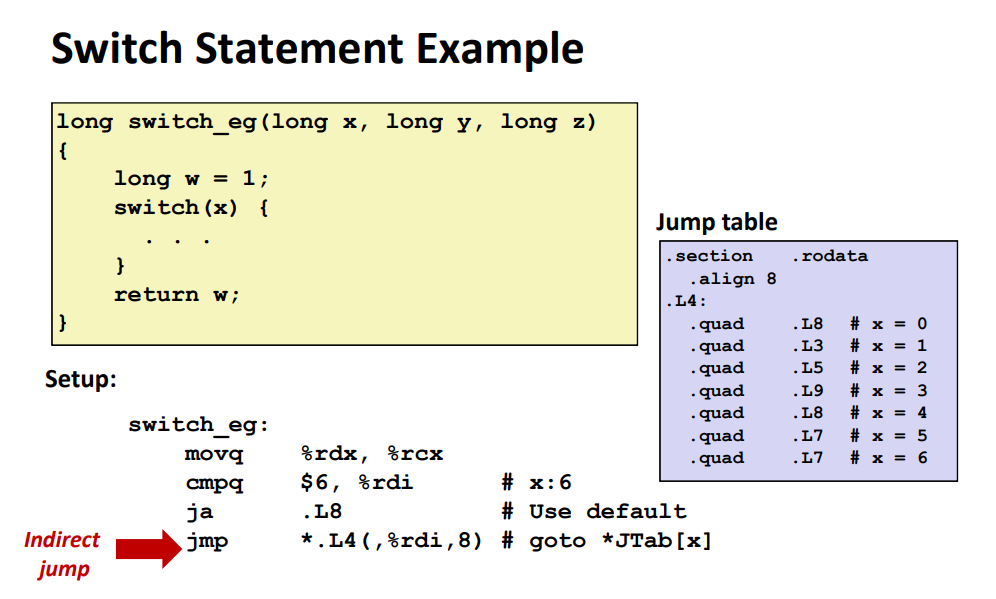 Switch Statement Example
long switch_eg(long x, long y, long z)
{
    long w = 1;
    switch(x) {
      . . .
    }
    return w;
}
Jump table
.section    .rodata
  .align 8
.L4:
  .quad    .L8  # x = 0
  .quad    .L3  # x = 1
  .quad    .L5  # x = 2
  .quad    .L9  # x = 3
  .quad    .L8  # x = 4
  .quad    .L7  # x = 5
  .quad    .L7  # x = 6
Setup:
switch_eg:
    movq    %rdx, %rcx
    cmpq    $6, %rdi       # x:6
    ja      .L8            # Use default
    jmp     *.L4(,%rdi,8)  # goto *JTab[x]
Indirect
jump